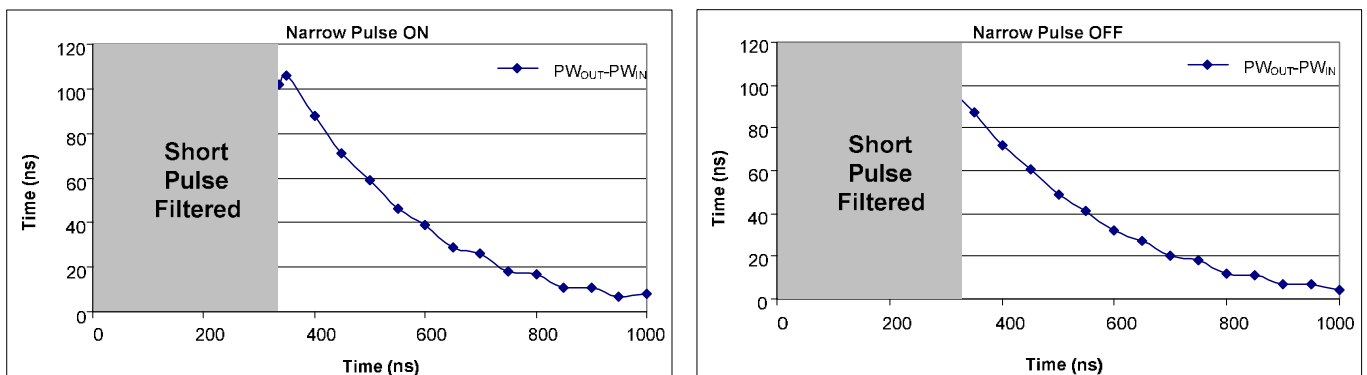 Narrow Pulse ON
120
100
80
60
40
20
0
Time (ns)
PWOUT-PWIN
Short
Pulse
Filtered
0 200 400 600 800 1000
Time (ns)
Narrow Pulse OFF
120
100
80
60
40
20
0
Time (ns)
PWOUT-PWIN
Short
Pulse
Filtered
0 200 400 600 800 1000
Time (ns)